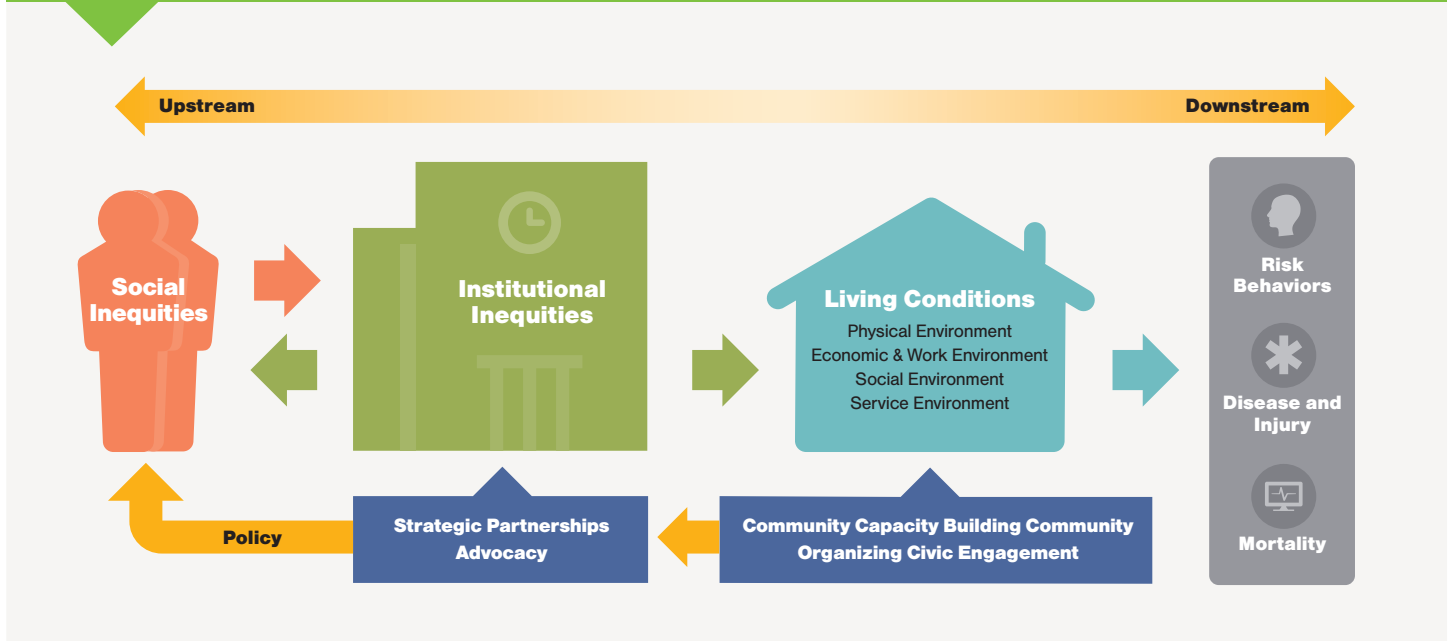 Upstream
Downstream
Social
Inequities
Institutional
Inequities
Living Conditions
Physical Environment
Economic & Work Environment
Social Environment
Service Environment
Risk
Behaviors
Disease and
Injury
Mortality
Policy
Strategic Partnerships
Advocacy
Community Capacity Building Community
Organizing Civic Engagement